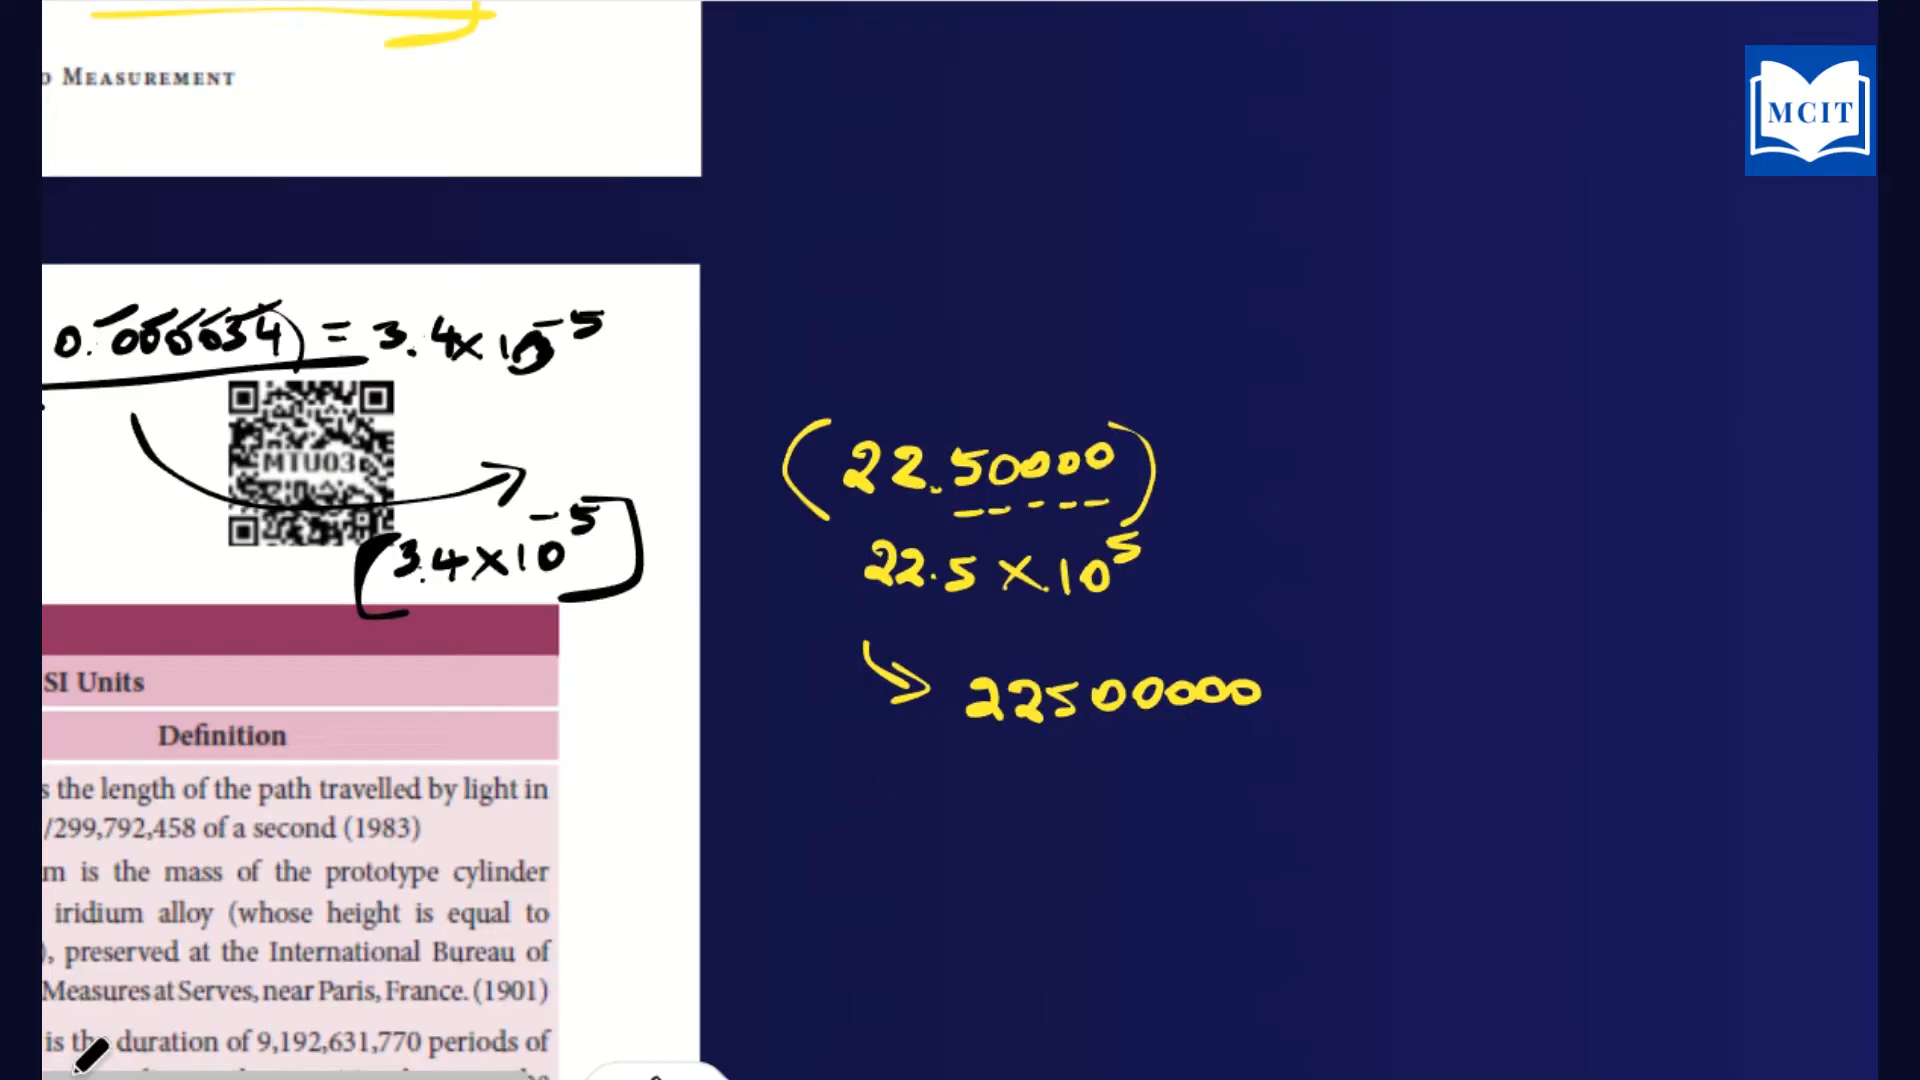 D MEASUREMENT
MCIT
0.000034 = 3.4 × 10⁻⁵
MTU03
(3.4 × 10⁻⁵)
(22.50000)
22.5 × 10⁵
22500000
SI Units
Definition
s the length of the path travelled by light in
/299,792,458 of a second (1983)
m is the mass of the prototype cylinder
iridium alloy (whose height is equal to
), preserved at the International Bureau of
Measures at Serves, near Paris, France. (1901)
is the duration of 9,192,631,770 periods of